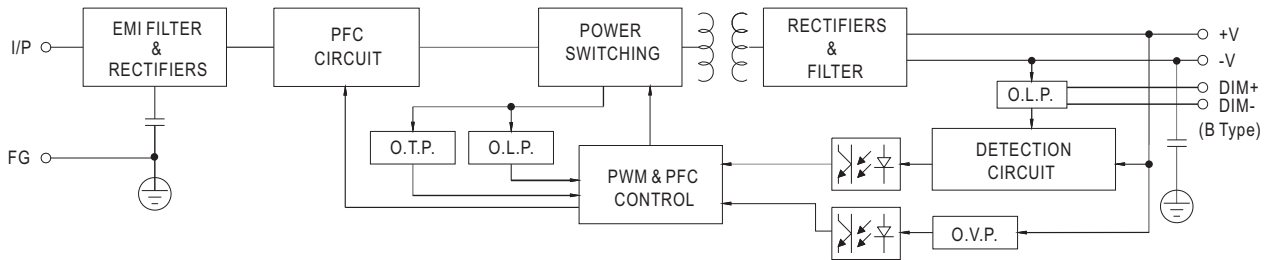 I/P
EMI FILTER
&
RECTIFIERS
PFC
CIRCUIT
POWER
SWITCHING
RECTIFIERS
&
FILTER
+V
-V
DIM+
DIM-
(B Type)
O.L.P.
FG
O.T.P.
O.L.P.
PWM & PFC
CONTROL
DETECTION
CIRCUIT
O.V.P.